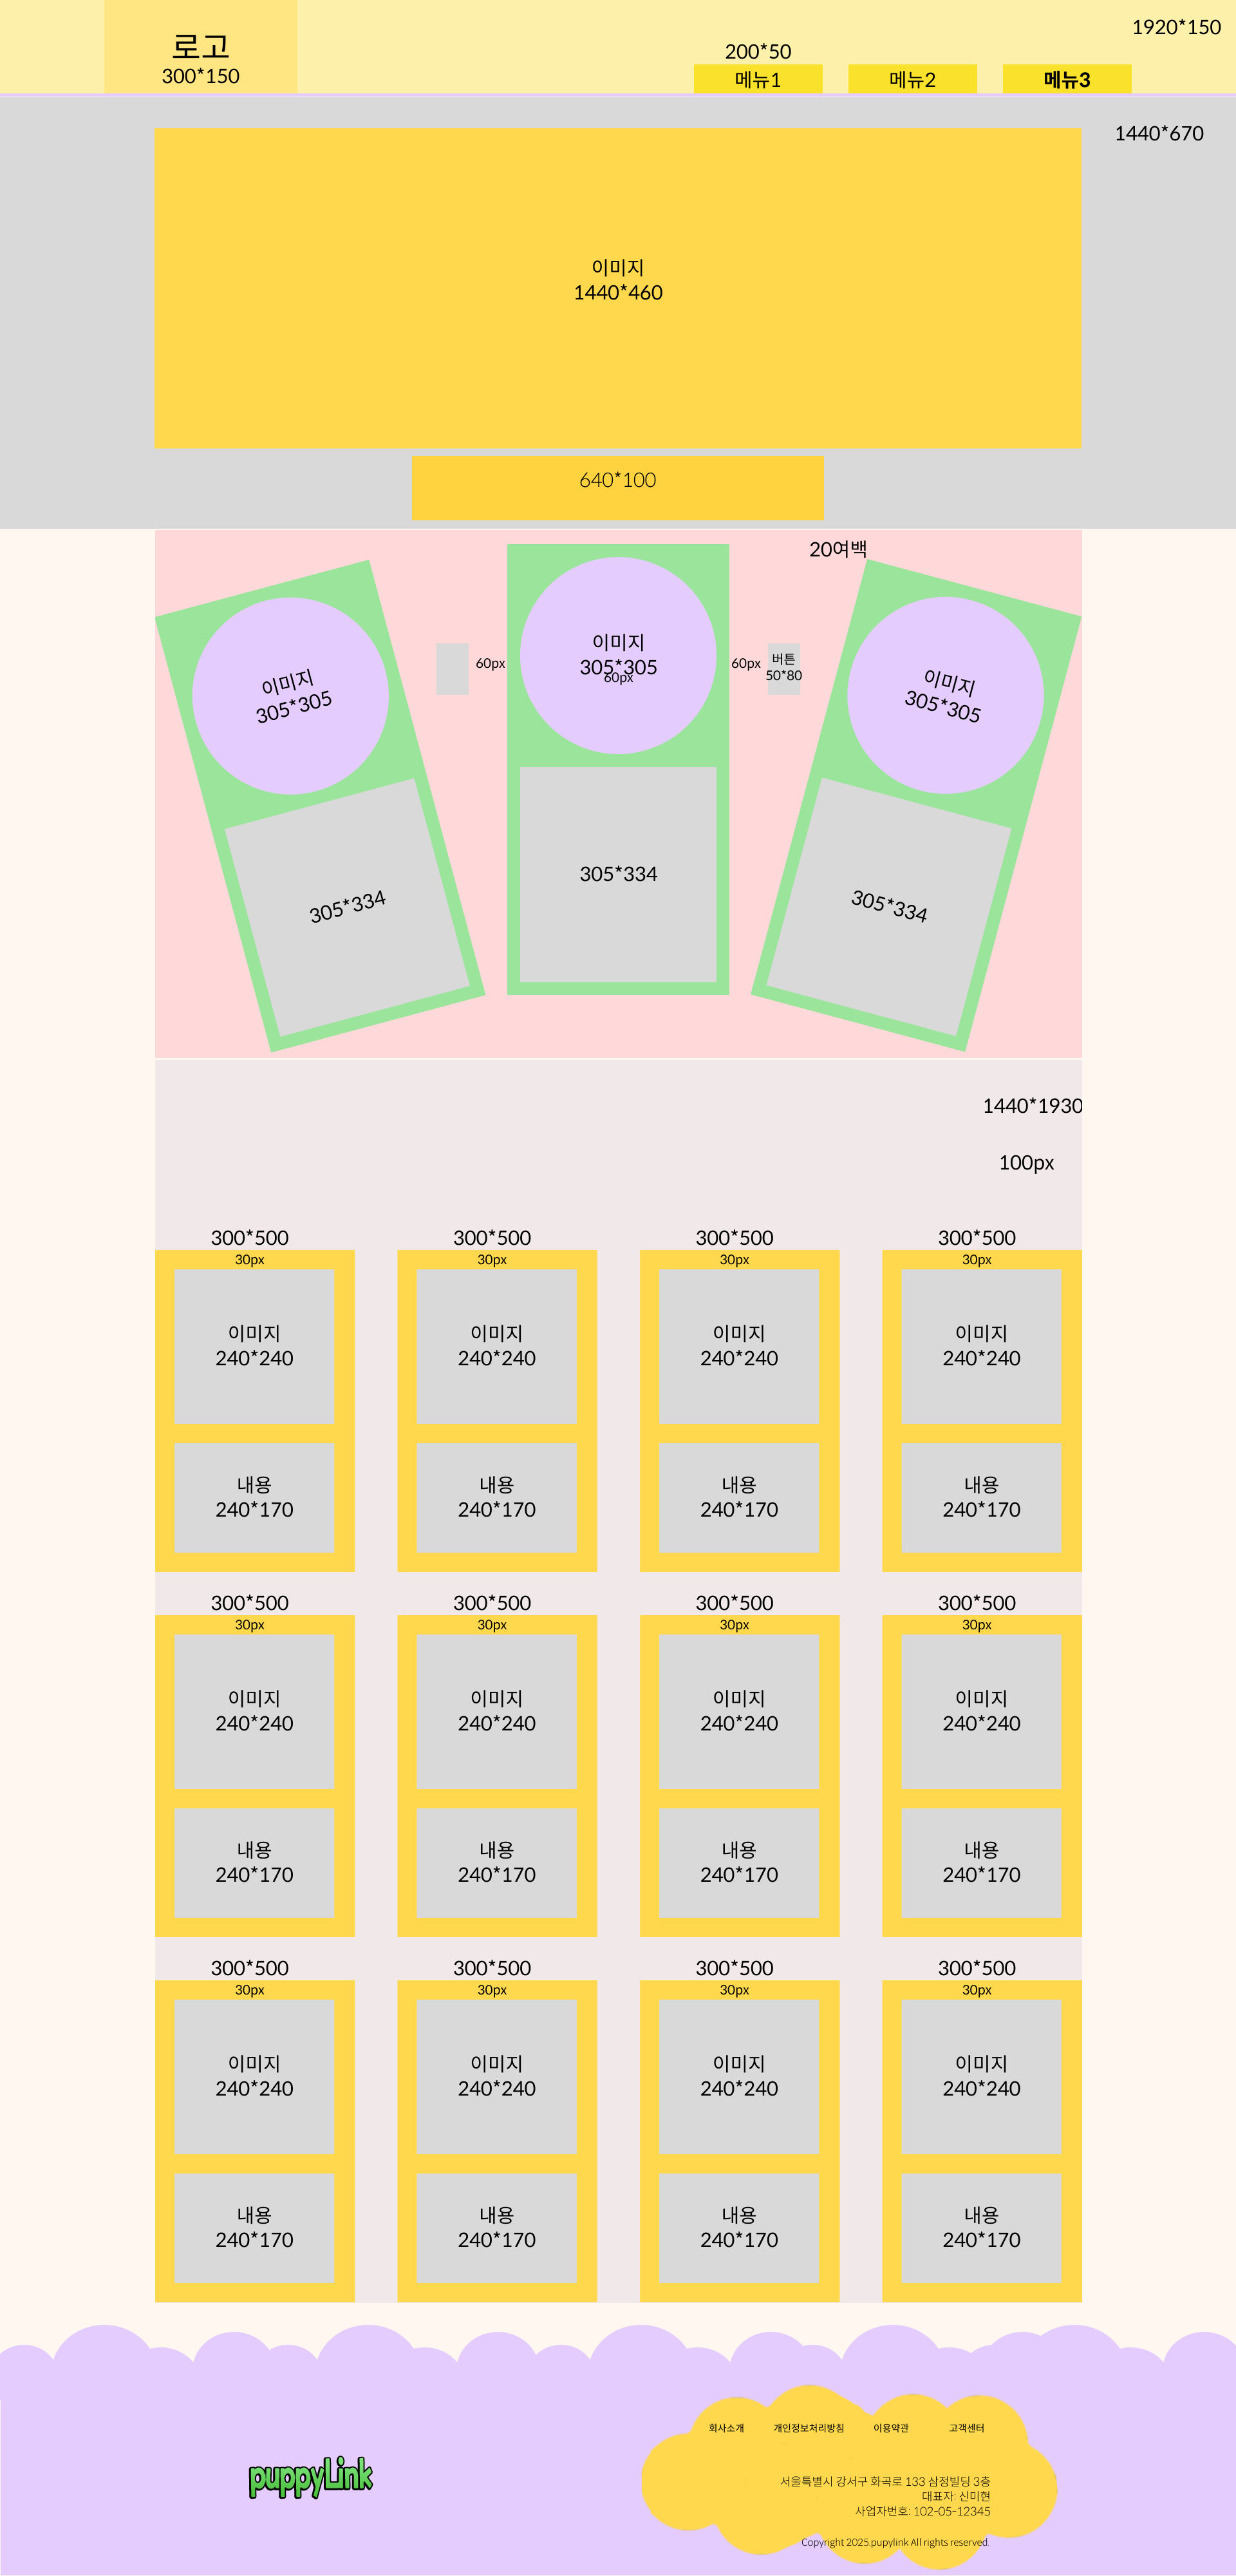 로고
300*150
1920*150
200*50
메뉴1
메뉴2
메뉴3
1440*670
이미지
1440*460
640*100
20여백
이미지
305*305
60px
이미지
305*305
60px
60px
버튼
50*80
이미지
305*305
305*334
305*334
305*334
1440*1930
100px
300*500 300*500 300*500 300*500
30px 30px 30px 30px
이미지 이미지 이미지 이미지
240*240 240*240 240*240 240*240
내용 내용 내용 내용
240*170 240*170 240*170 240*170
300*500 300*500 300*500 300*500
30px 30px 30px 30px
이미지 이미지 이미지 이미지
240*240 240*240 240*240 240*240
내용 내용 내용 내용
240*170 240*170 240*170 240*170
300*500 300*500 300*500 300*500
30px 30px 30px 30px
이미지 이미지 이미지 이미지
240*240 240*240 240*240 240*240
내용 내용 내용 내용
240*170 240*170 240*170 240*170
puppyLink
회사소개 개인정보처리방침 이용약관 고객센터
서울특별시 강서구 화곡로 133 삼정빌딩 3층
대표자: 신미현
사업자번호: 102-05-12345
Copyright 2025.pupylink All rights reserved.